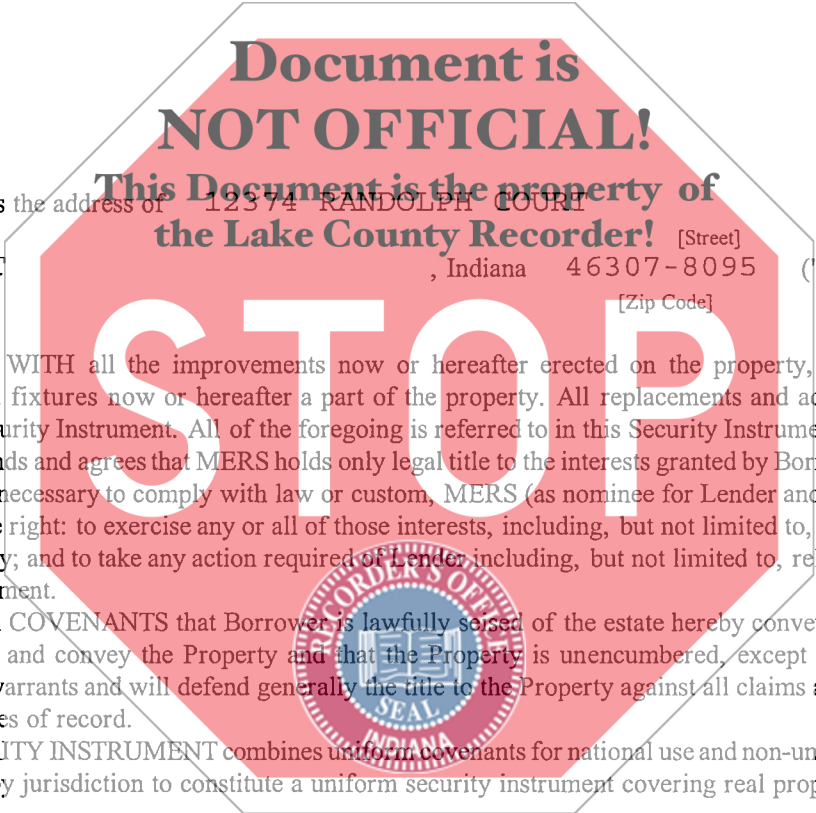 Document is
NOT OFFICIAL!
This Document is the property of
the Lake County Recorder!
s the address of 12374 RANDOLPH COURT
[Street]
T , Indiana 46307-8095 ("
[Zip Code]
STOP
WITH all the improvements now or hereafter erected on the property,
fixtures now or hereafter a part of the property. All replacements and ad
urity Instrument. All of the foregoing is referred to in this Security Instrume
ds and agrees that MERS holds only legal title to the interests granted by Borr
necessary to comply with law or custom, MERS (as nominee for Lender and
e right: to exercise any or all of those interests, including, but not limited to,
y; and to take any action required of Lender including, but not limited to, rel
ment.
COVENANTS that Borrower is lawfully seised of the estate hereby convey
and convey the Property and that the Property is unencumbered, except
warrants and will defend generally the title to the Property against all claims a
es of record.
ITY INSTRUMENT combines uniform covenants for national use and non-un
y jurisdiction to constitute a uniform security instrument covering real prop
RECORDER'S OFFICE
SEAL
INDIANA